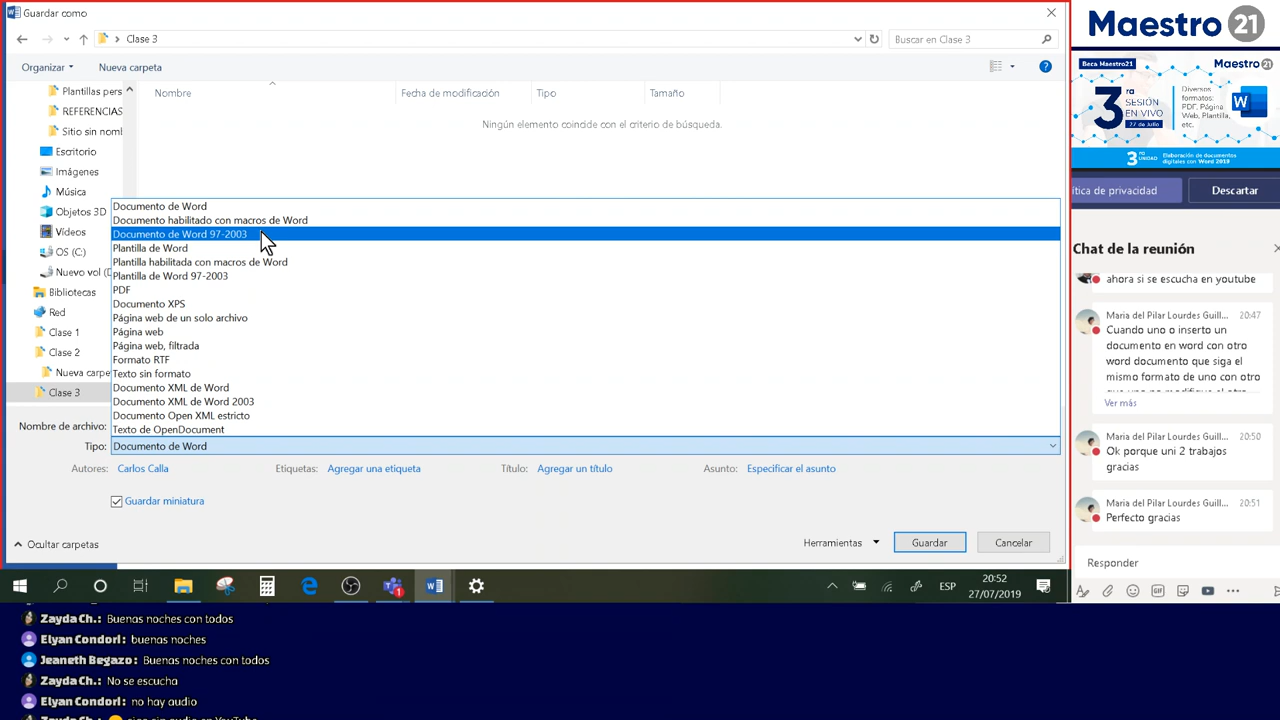 Guardar como
Clase 3
Buscar en Clase 3
Organizar
Nueva carpeta
Nombre
Fecha de modificación
Tipo
Tamaño
Ningún elemento coincide con el criterio de búsqueda.
Plantillas pers
REFERENCIAS
Sitio sin noml
Escritorio
Imágenes
Música
Objetos 3D
Vídeos
OS (C:)
Nuevo vol (D
Bibliotecas
Red
Clase 1
Clase 2
Nueva carpe
Clase 3
Documento de Word
Documento habilitado con macros de Word
Documento de Word 97-2003
Plantilla de Word
Plantilla habilitada con macros de Word
Plantilla de Word 97-2003
PDF
Documento XPS
Página web de un solo archivo
Página web
Página web, filtrada
Formato RTF
Texto sin formato
Documento XML de Word
Documento XML de Word 2003
Documento Open XML estricto
Texto de OpenDocument
Nombre de archivo:
Tipo: Documento de Word
Autores: Carlos Calla
Etiquetas: Agregar una etiqueta
Título: Agregar un título
Asunto: Especificar el asunto
Guardar miniatura
Ocultar carpetas
Herramientas
Guardar
Cancelar
ESP
20:52
27/07/2019
Maestro 21
Beca Maestro21
Maestro 21
3ra SESIÓN EN VIVO
27 de Julio
Diversos formatos: PDF, Página Web, Plantilla, etc.
3ra UNIDAD
Elaboración de documentos digitales con Word 2019
ítica de privacidad
Descartar
Chat de la reunión
ahora si se escucha en youtube
Maria del Pilar Lourdes Guill... 20:47
Cuando uno o inserto un
documento en word con otro
word documento que siga el
mismo formato de uno con otro
Ver más
Maria del Pilar Lourdes Guill... 20:50
Ok porque uni 2 trabajos
gracias
Maria del Pilar Lourdes Guill... 20:51
Perfecto gracias
Responder
Zayda Ch.: Buenas noches con todos
Elyan Condori: buenas noches
Jeaneth Begazo: Buenas noches con todos
Zayda Ch.: No se escucha
Elyan Condori: no hay audio
Zayda Ch.: